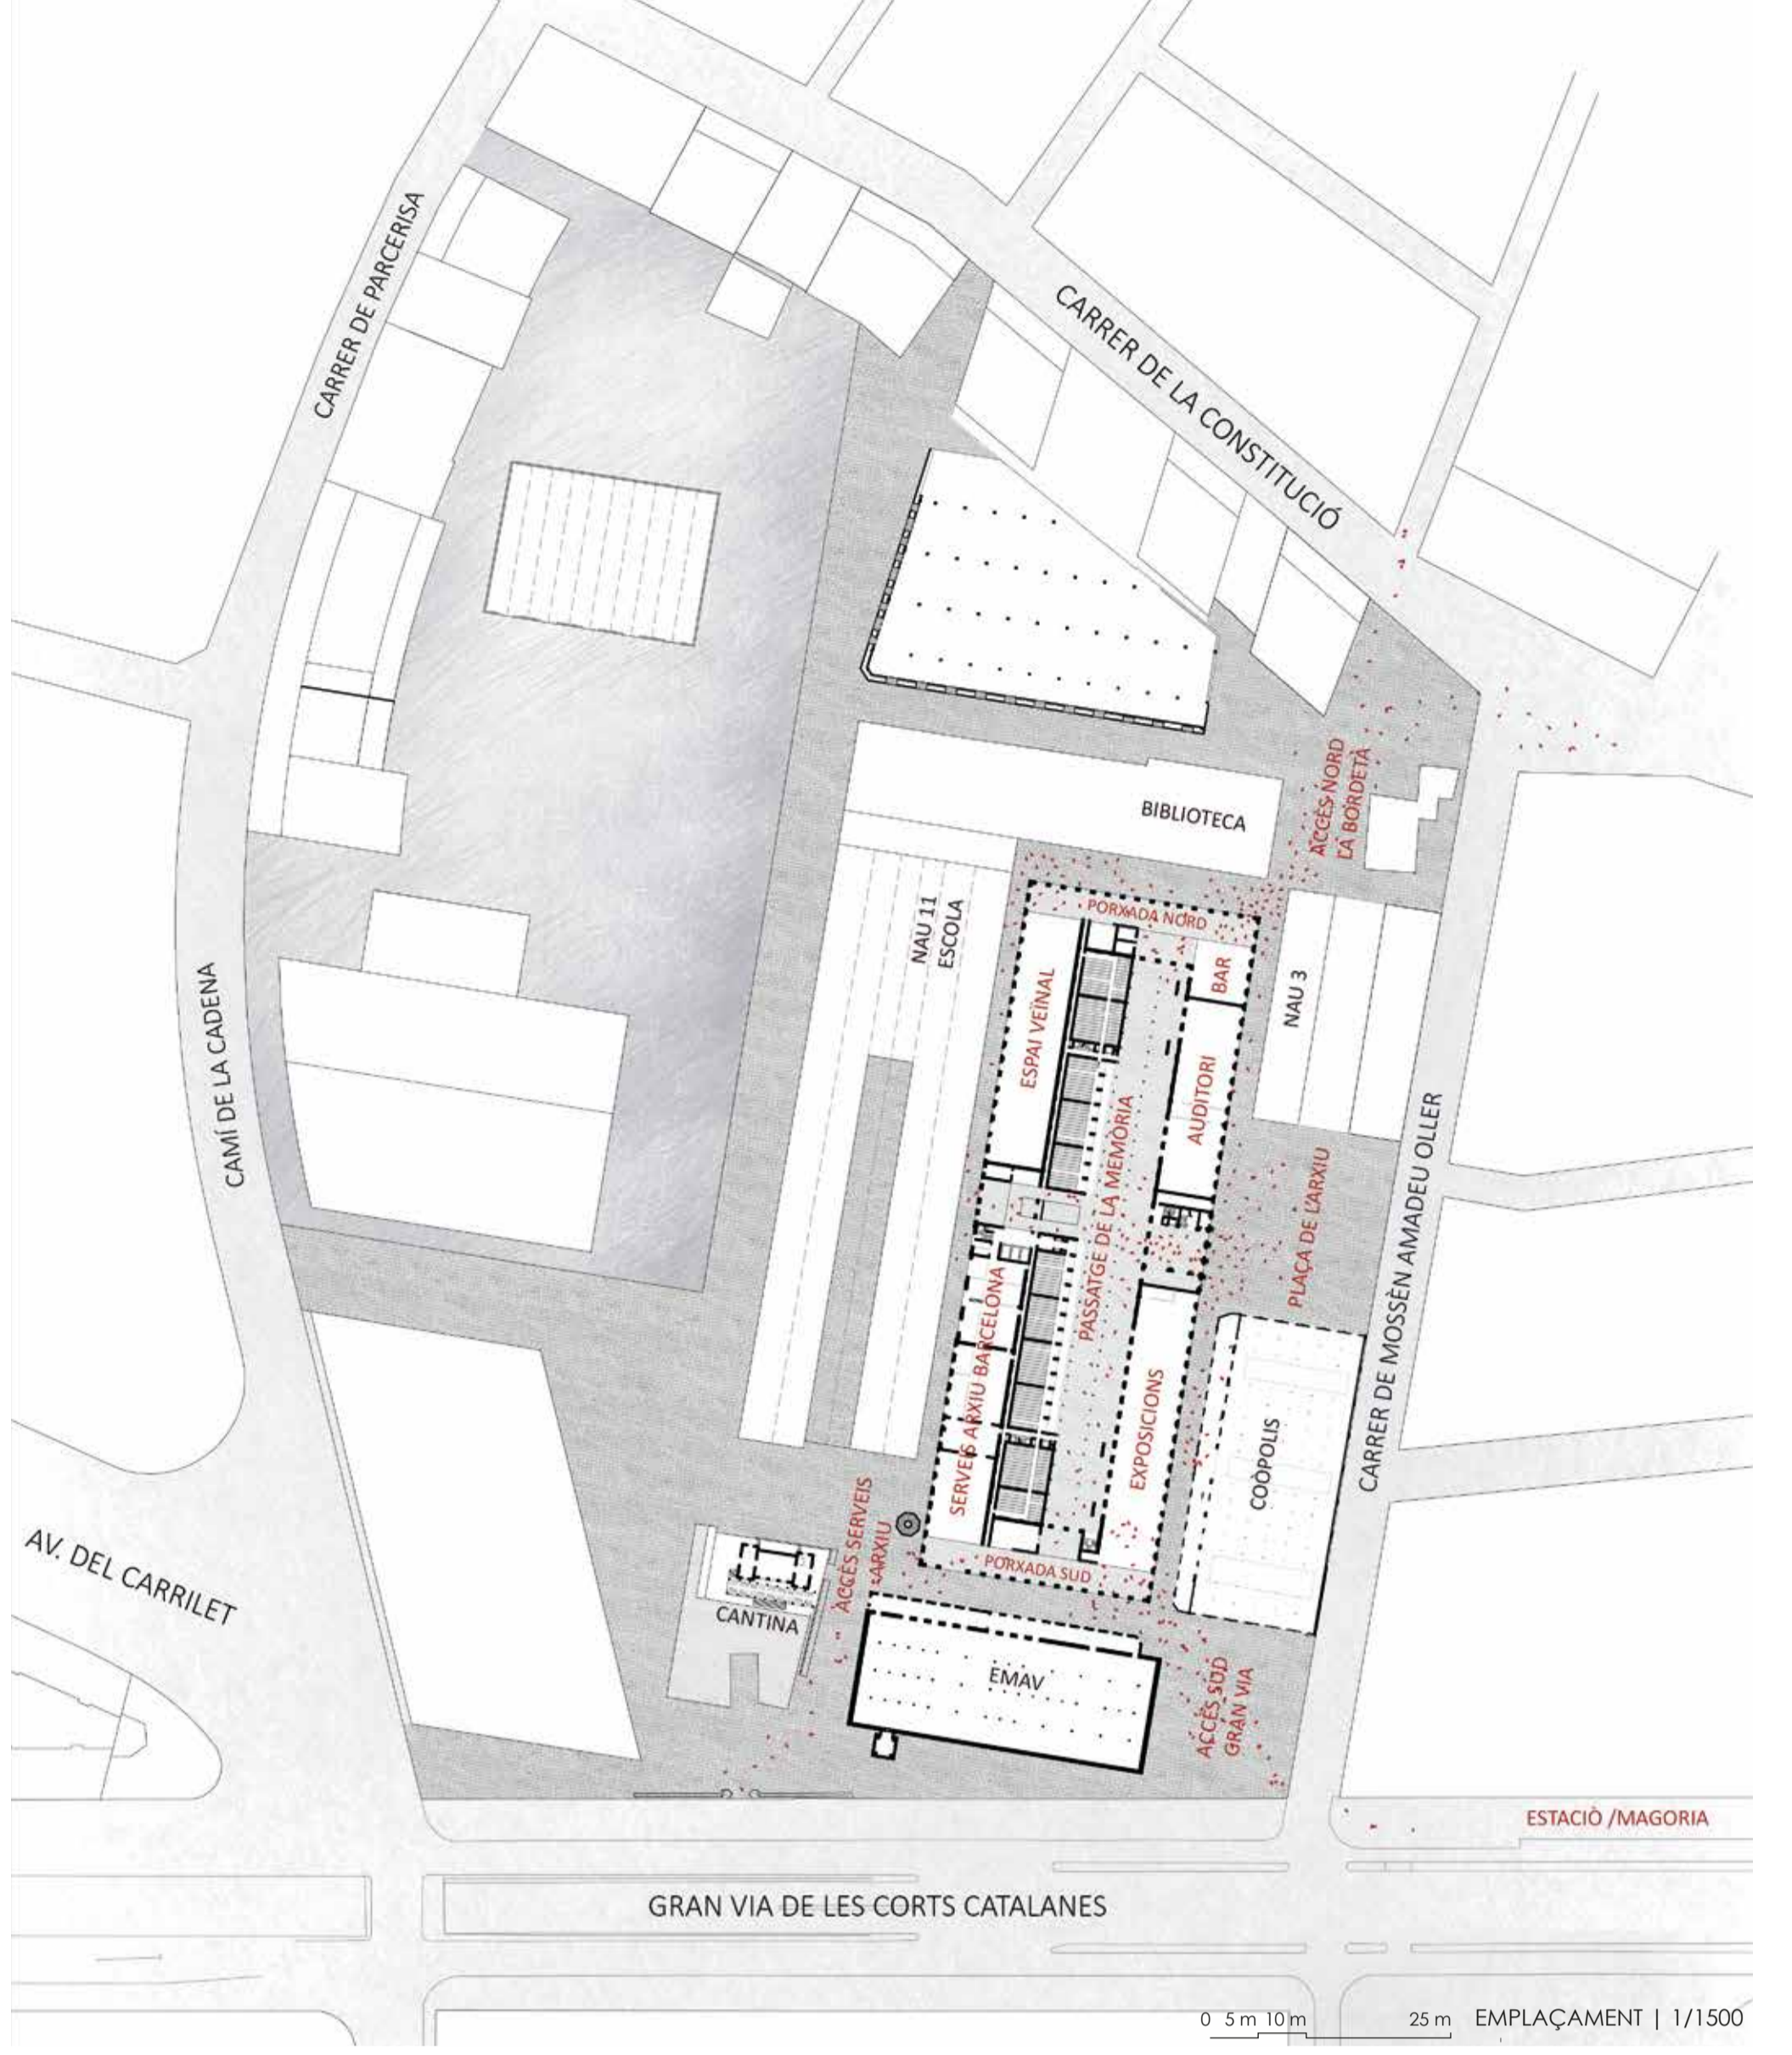 CARRER DE PARCERISA
CARRER DE LA CONSTITUCIÓ
ACCÉS NORD
LA BORDETA
BIBLIOTECA
NAU 11
ESCOLA
PORXADA NORD
BAR
NAU 3
ESPAI VEÏNAL
AUDITORI
PASSATGE DE LA MEMÒRIA
PLAÇA DE L'ARXIU
CAMÍ DE LA CADENA
CARRER DE MOSSÈN AMADEU OLLER
SERVEIS ARXIU BARCELONA
EXPOSICIONS
COÒPOLIS
ACCÉS SERVEIS
ARXIU
PORXADA SUD
AV. DEL CARRILET
CANTINA
EMAV
ACCÉS SUD
GRAN VIA
ESTACIÓ /MAGORIA
GRAN VIA DE LES CORTS CATALANES
0 5 m 10 m 25 m EMPLAÇAMENT | 1/1500